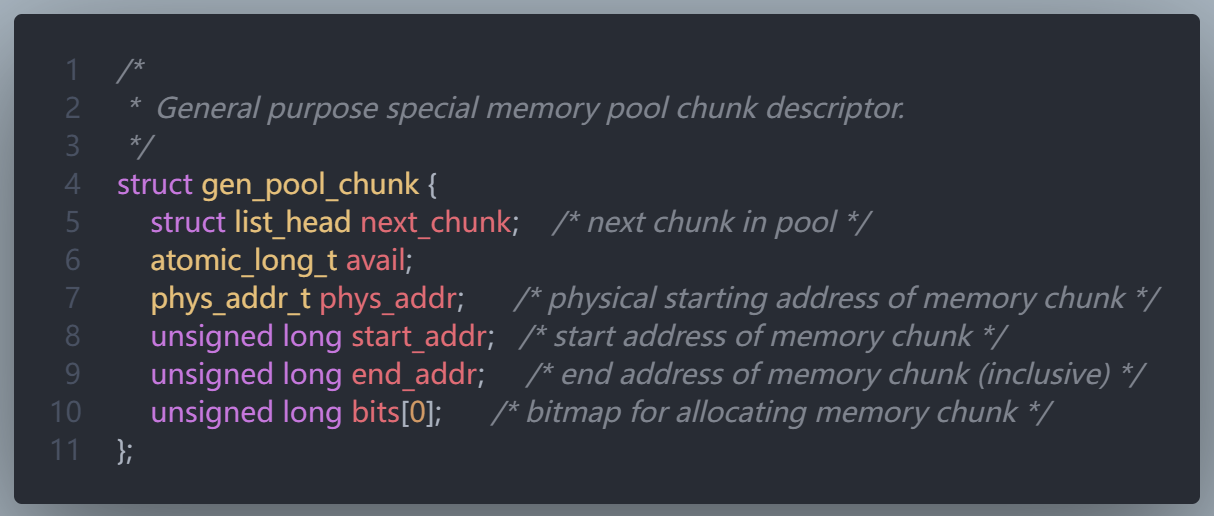 1 /*
2  *  General purpose special memory pool chunk descriptor.
3  */
4 struct gen_pool_chunk {
5     struct list_head next_chunk;    /* next chunk in pool */
6     atomic_long_t avail;
7     phys_addr_t phys_addr;      /* physical starting address of memory chunk */
8     unsigned long start_addr;   /* start address of memory chunk */
9     unsigned long end_addr;     /* end address of memory chunk (inclusive) */
10     unsigned long bits[0];      /* bitmap for allocating memory chunk */
11 };